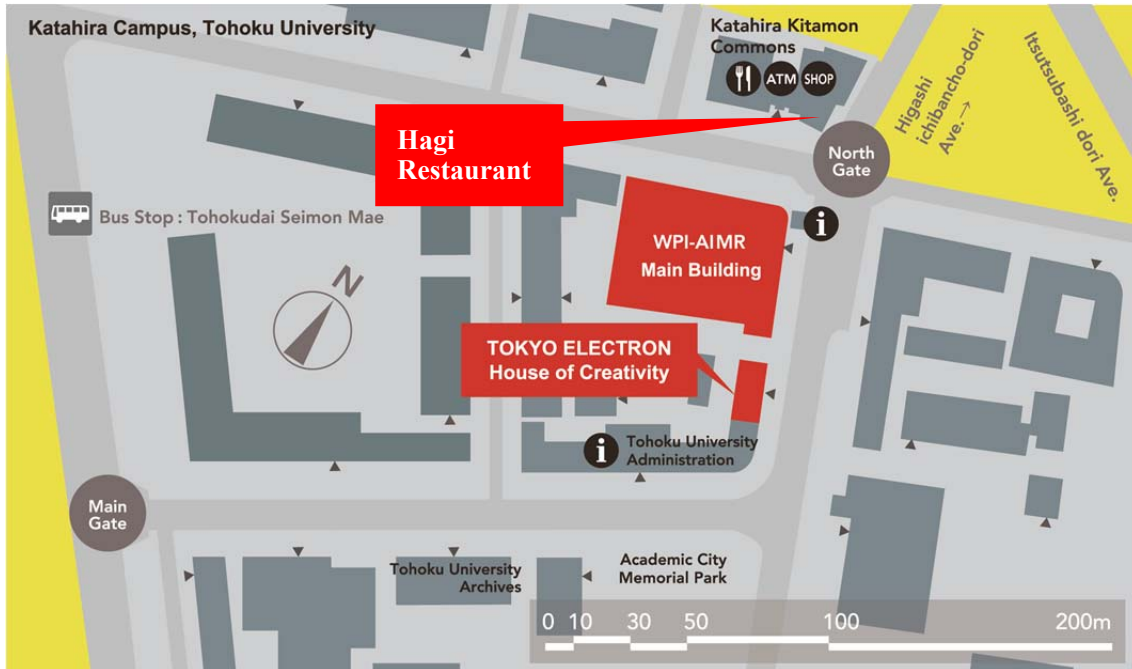 Katahira Campus, Tohoku University
Katahira Kitamon
Commons
ATM
SHOP
Higashi
ichibancho-dori
Ave. →
Itsutsubashi dori Ave.
Hagi
Restaurant
North
Gate
Bus Stop : Tohokudai Seimon Mae
i
WPI-AIMR
Main Building
N
TOKYO ELECTRON
House of Creativity
i
Tohoku University
Administration
Main
Gate
Tohoku University
Archives
Academic City
Memorial Park
0 10 30 50 100 200m